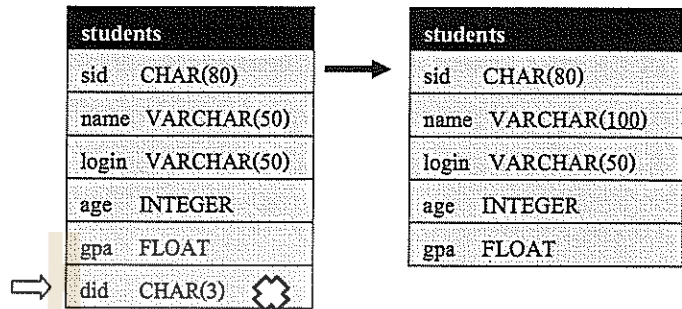 students
sid CHAR(80)
name VARCHAR(50)
login VARCHAR(50)
age INTEGER
gpa FLOAT
did CHAR(3)
students
sid CHAR(80)
name VARCHAR(100)
login VARCHAR(50)
age INTEGER
gpa FLOAT